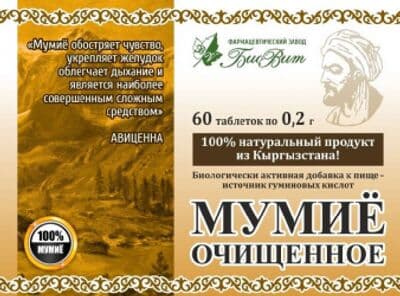 «Мумиё обостряет чувство,
укрепляет желудок
облегчает дыхание и
является наиболее
совершенным сложным
средством»
АВИЦЕННА
100%
МУМИЁ
ФАРМАЦЕВТИЧЕСКИЙ ЗАВОД
БиоВит
60 таблеток по 0,2 г
100% натуральный продукт
из Кыргызстана!
Биологически активная добавка к пище -
источник гуминовых кислот
МУМИЁ
ОЧИЩЕННОЕ